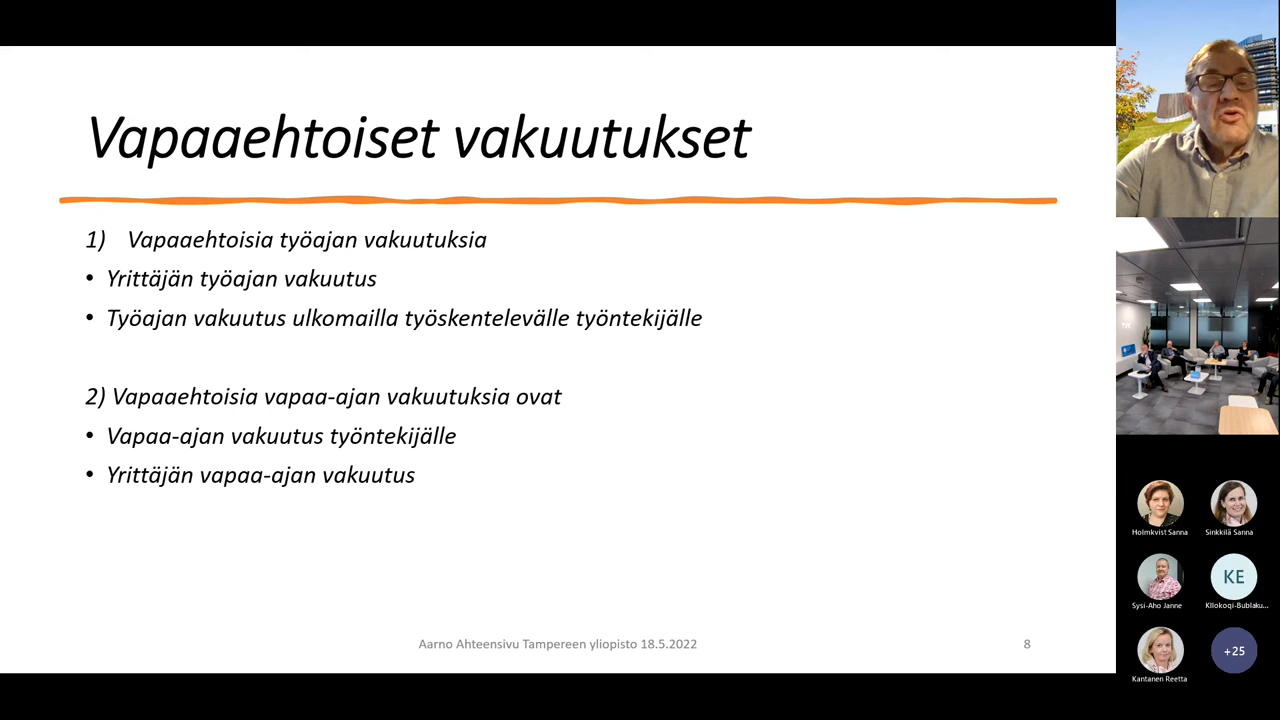 Vapaaehtoiset vakuutukset
1) Vapaaehtoisia työajan vakuutuksia
• Yrittäjän työajan vakuutus
• Työajan vakuutus ulkomailla työskentelevälle työntekijälle
2) Vapaaehtoisia vapaa-ajan vakuutuksia ovat
• Vapaa-ajan vakuutus työntekijälle
• Yrittäjän vapaa-ajan vakuutus
Aarno Ahteensivu Tampereen yliopisto 18.5.2022
8
Holmkvist Sanna
Sinkkilä Sanna
Sysi-Aho Janne
KE
Kantanen Reetta
+25